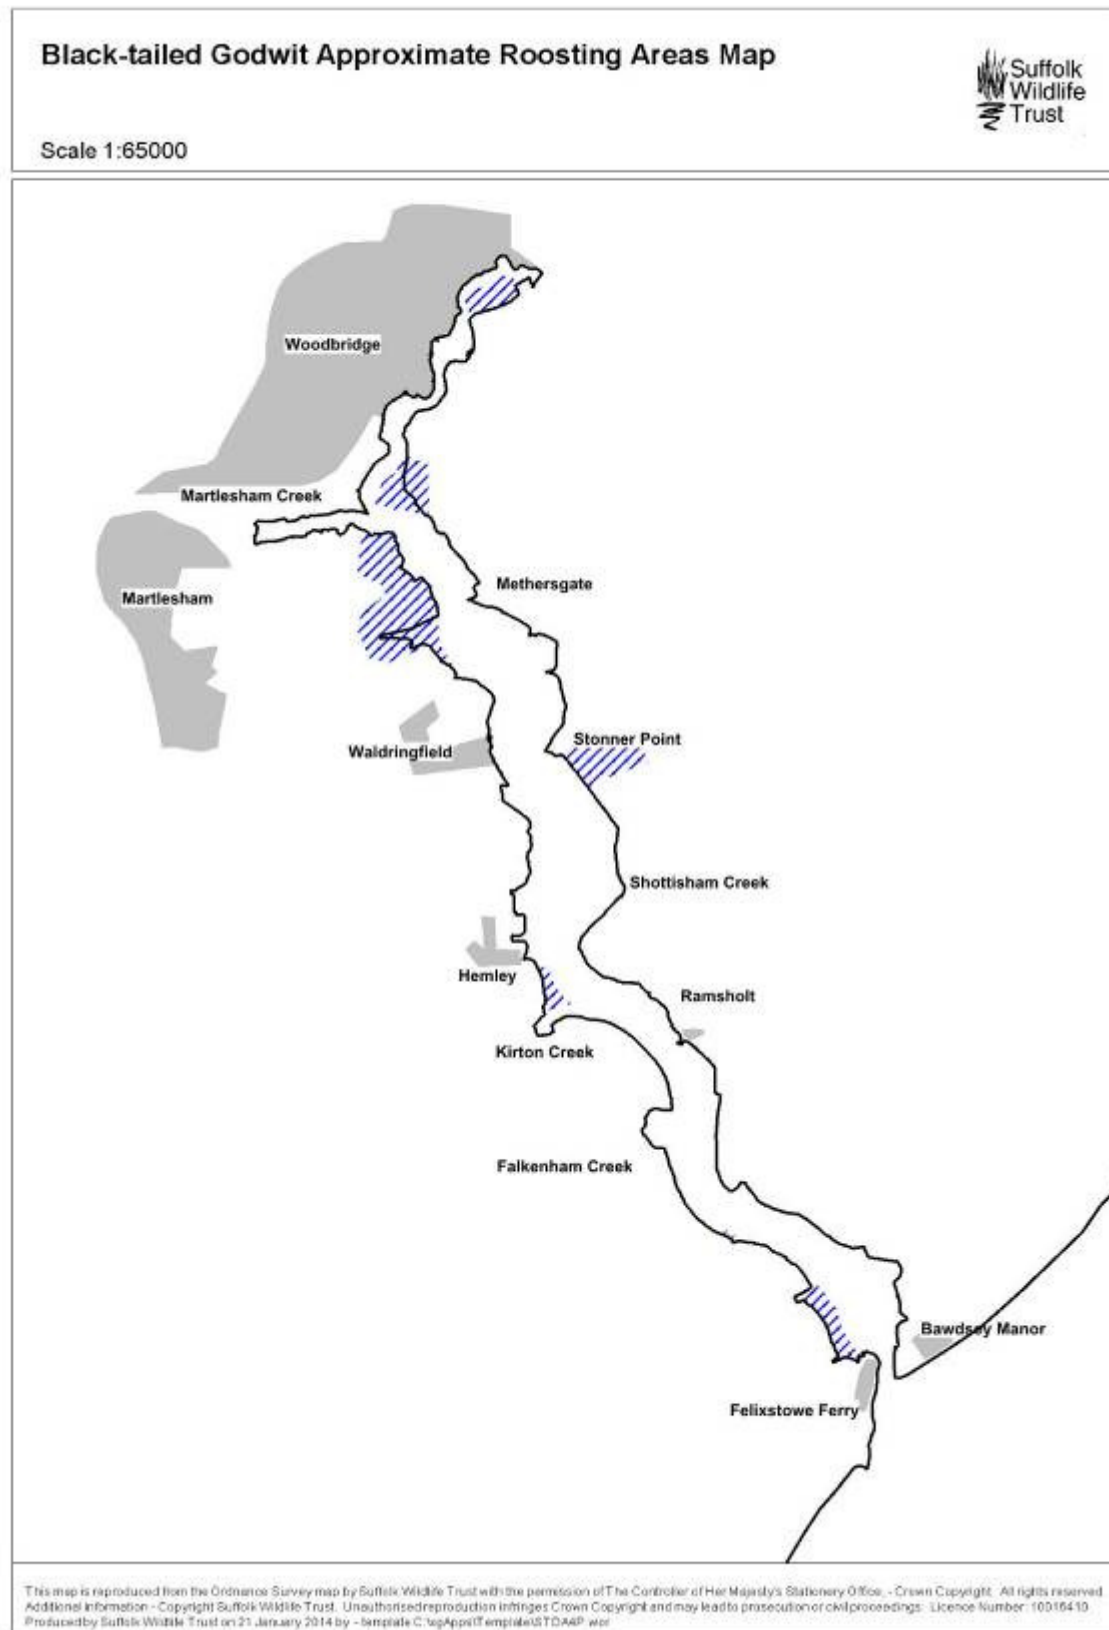 Black-tailed Godwit Approximate Roosting Areas Map
Suffolk
Wildlife
Trust
Scale 1:65000
Woodbridge
Martlesham Creek
Methersgate
Martlesham
Stonner Point
Waldringfield
Shottisham Creek
Hemley
Ramsholt
Kirton Creek
Falkenham Creek
Bawdsey Manor
Felixstowe Ferry
This map is reproduced from the Ordnance Survey map by Suffolk Wildlife Trust with the permission of The Controller of Her Majesty's Stationery Office, - Crown Copyright. All rights reserved
Additional information - Copyright Suffolk Wildlife Trust. Unauthorised reproduction infringes Crown Copyright and may lead to prosecution or civil proceedings. Licence Number:
Produced by Suffolk Wildlife Trust on 21 January 2014 by - template